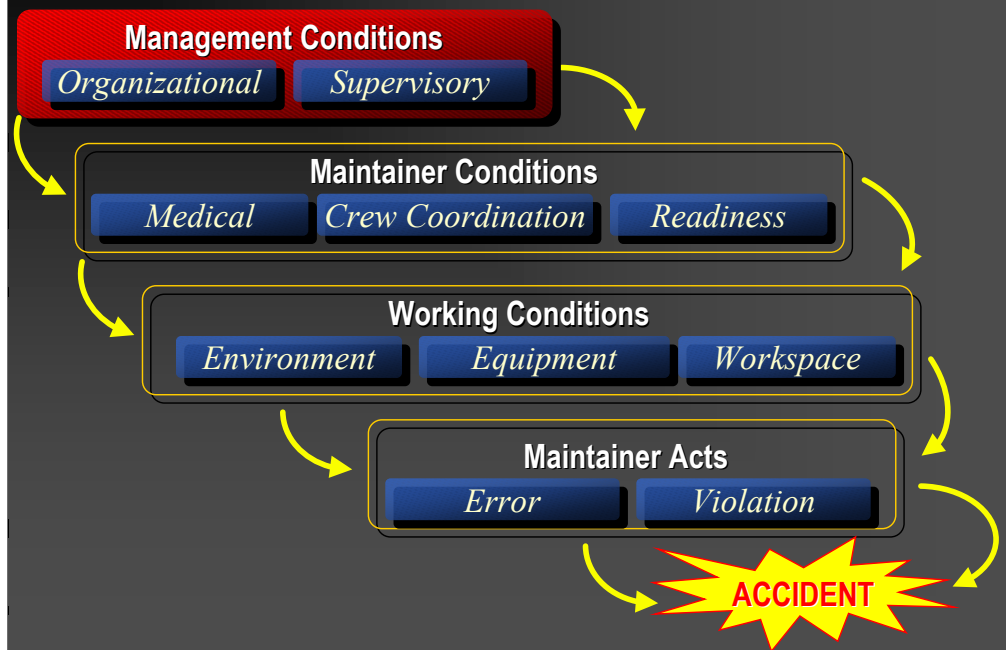 Management Conditions
Organizational Supervisory
Maintainer Conditions
Medical Crew Coordination Readiness
Working Conditions
Environment Equipment Workspace
Maintainer Acts
Error Violation
ACCIDENT